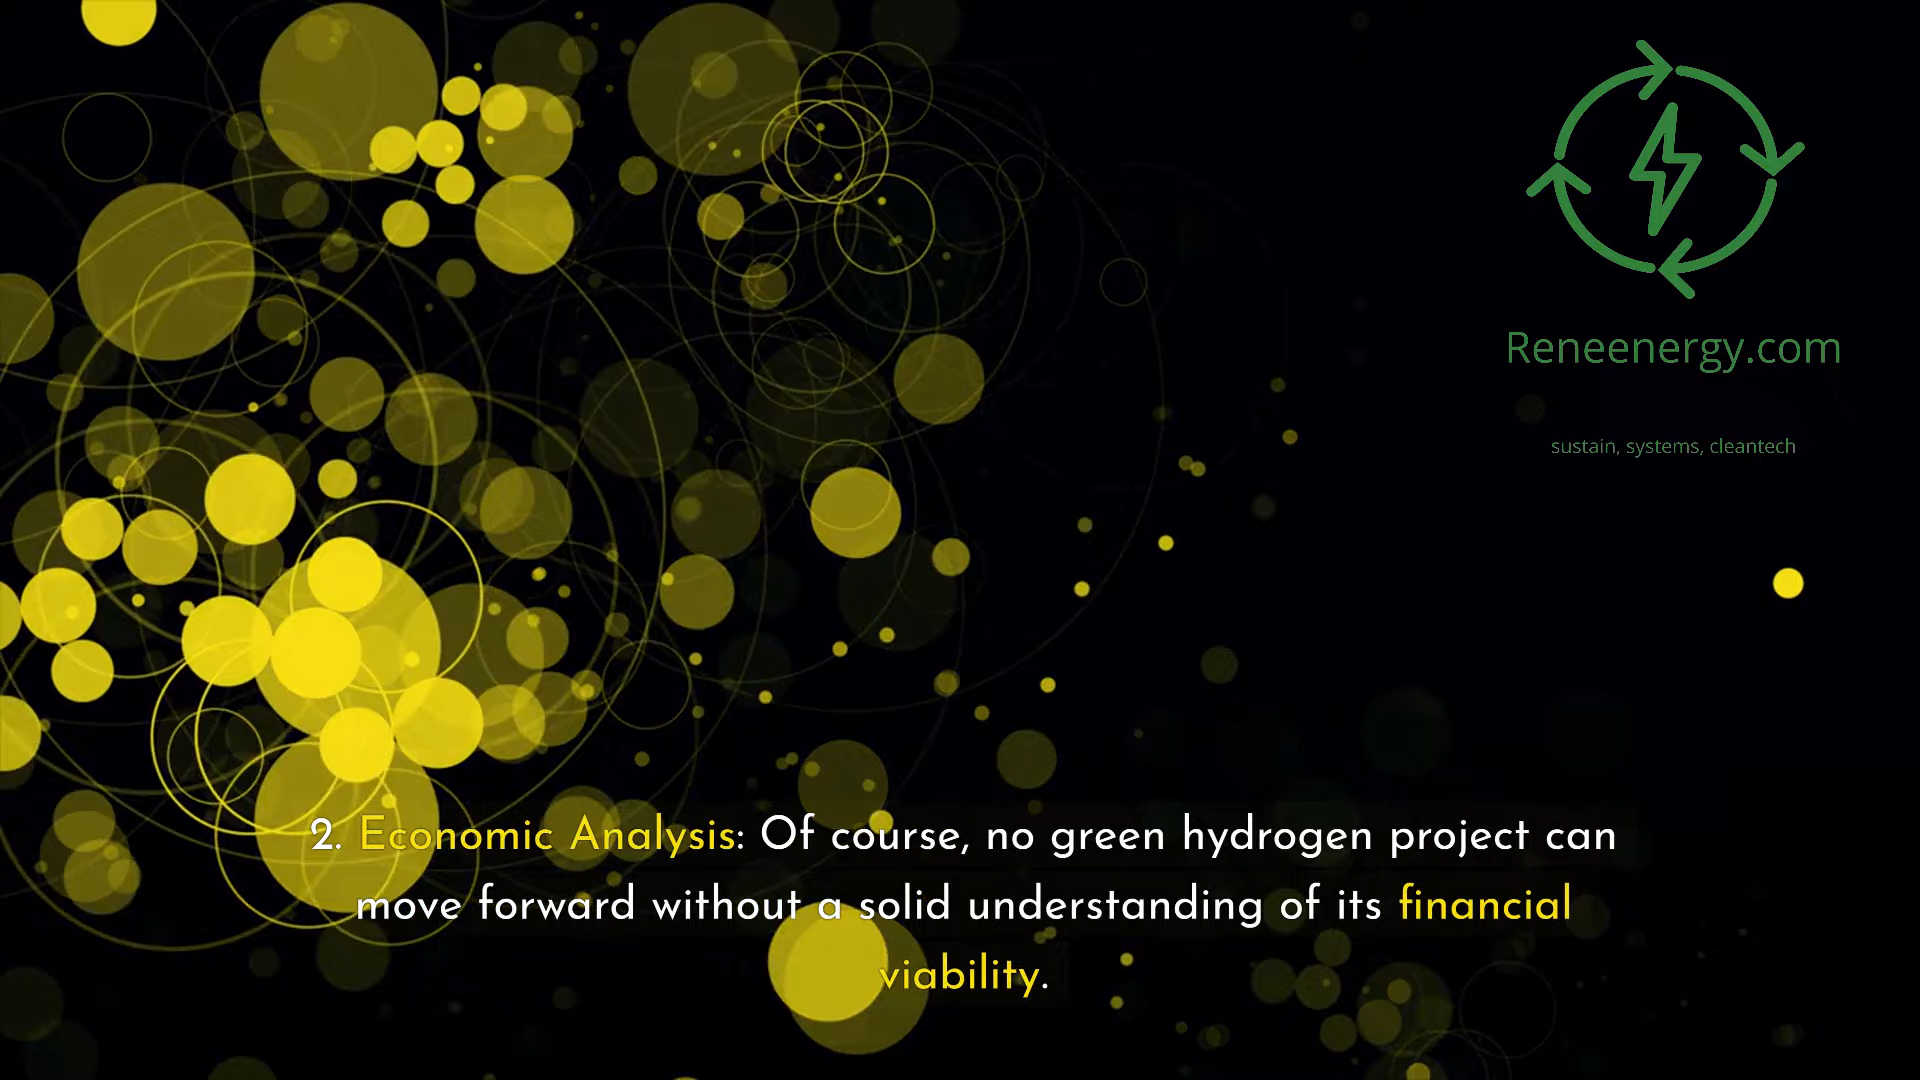 Reneenergy.com
sustain, systems, cleantech
2. Economic Analysis: Of course, no green hydrogen project can
move forward without a solid understanding of its financial
viability.